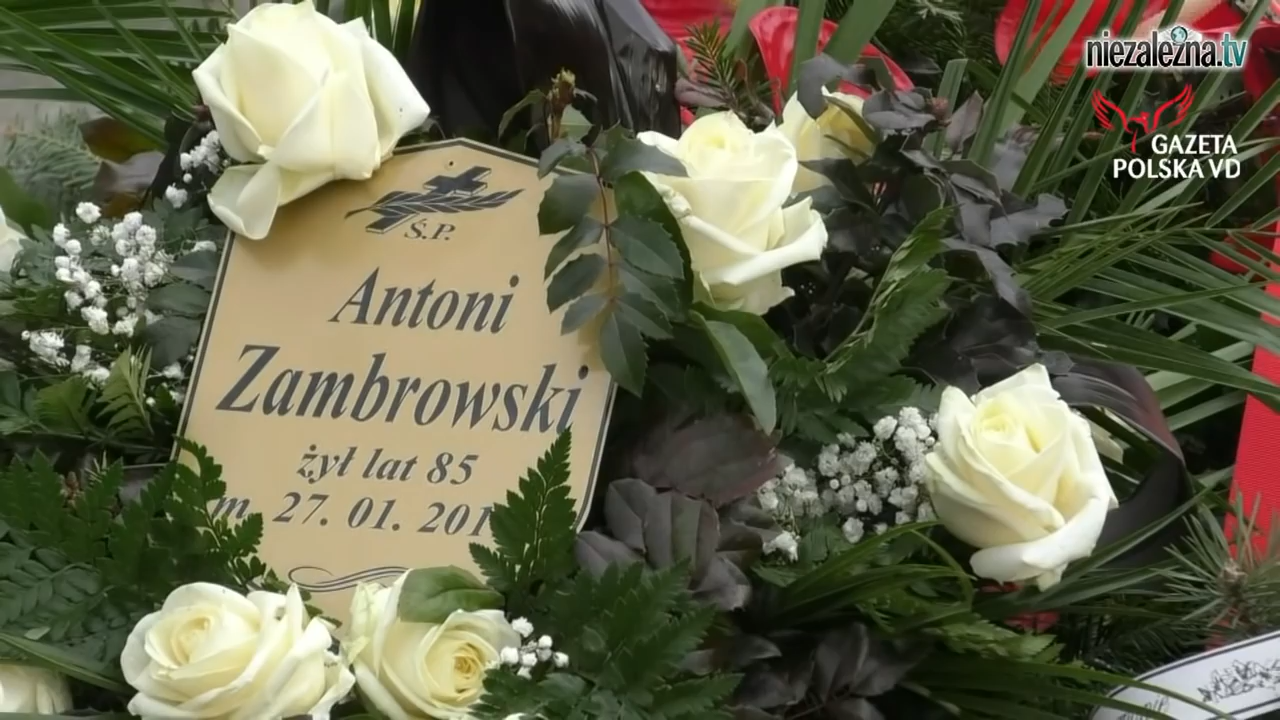 niezalezna.tv
GAZETA
POLSKA VD
Ś.P.
Antoni
Zambrowski
żył lat 85
zm. 27. 01. 201